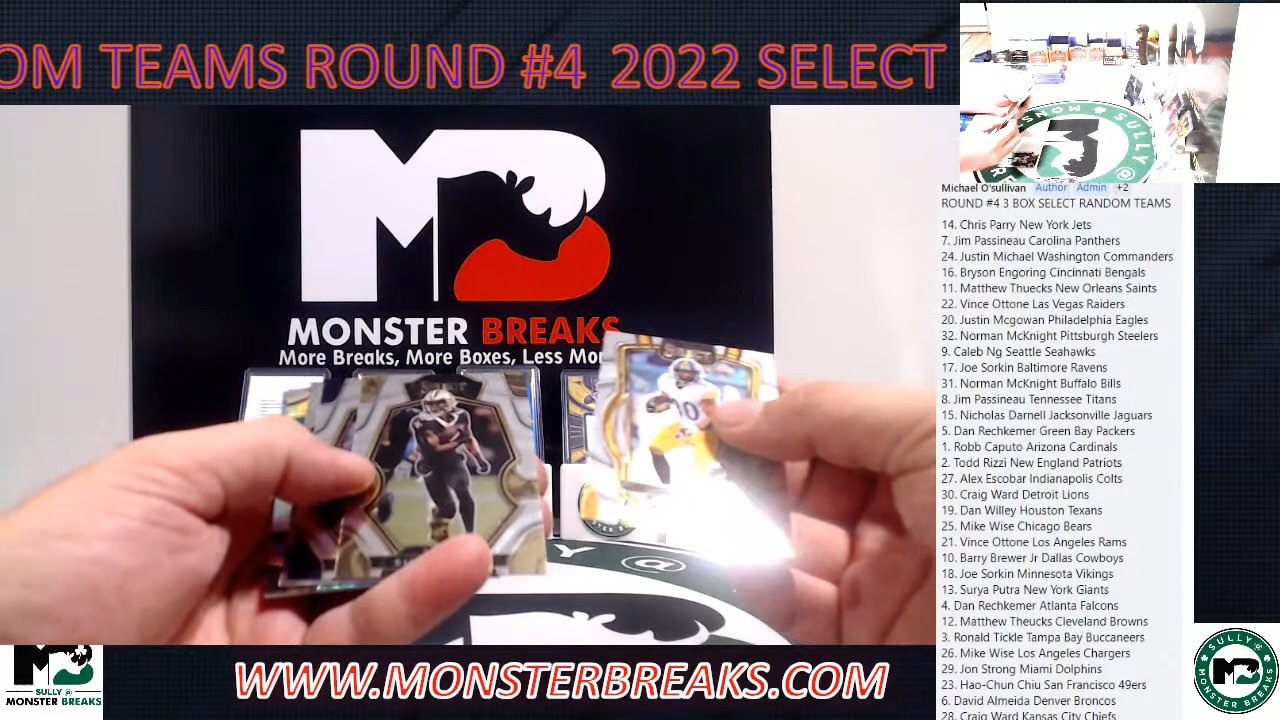 OM TEAMS ROUND #4 2022 SELECT
MONSTER BREAKS
More Breaks, More Boxes, Less Mo
Y @
WWW.MONSTERBREAKS.COM
SULLY @
MONSTER BREAKS
Michael O'sullivan Author Admin +2
ROUND #4 3 BOX SELECT RANDOM TEAMS
14. Chris Parry New York Jets
7. Jim Passineau Carolina Panthers
24. Justin Michael Washington Commanders
16. Bryson Engoring Cincinnati Bengals
11. Matthew Thuecks New Orleans Saints
22. Vince Ottone Las Vegas Raiders
20. Justin Mcgowan Philadelphia Eagles
32. Norman McKnight Pittsburgh Steelers
9. Caleb Ng Seattle Seahawks
17. Joe Sorkin Baltimore Ravens
31. Norman McKnight Buffalo Bills
8. Jim Passineau Tennessee Titans
15. Nicholas Darnell Jacksonville Jaguars
5. Dan Rechkemer Green Bay Packers
1. Robb Caputo Arizona Cardinals
2. Todd Rizzi New England Patriots
27. Alex Escobar Indianapolis Colts
30. Craig Ward Detroit Lions
19. Dan Willey Houston Texans
25. Mike Wise Chicago Bears
21. Vince Ottone Los Angeles Rams
10. Barry Brewer Jr Dallas Cowboys
18. Joe Sorkin Minnesota Vikings
13. Surya Putra New York Giants
4. Dan Rechkemer Atlanta Falcons
12. Matthew Theucks Cleveland Browns
3. Ronald Tickle Tampa Bay Buccaneers
26. Mike Wise Los Angeles Chargers
29. Jon Strong Miami Dolphins
23. Hao-Chun Chiu San Francisco 49ers
6. David Almeida Denver Broncos
28. Craig Ward Kansas City Chiefs
SULLY @
MONSTER BREAKS